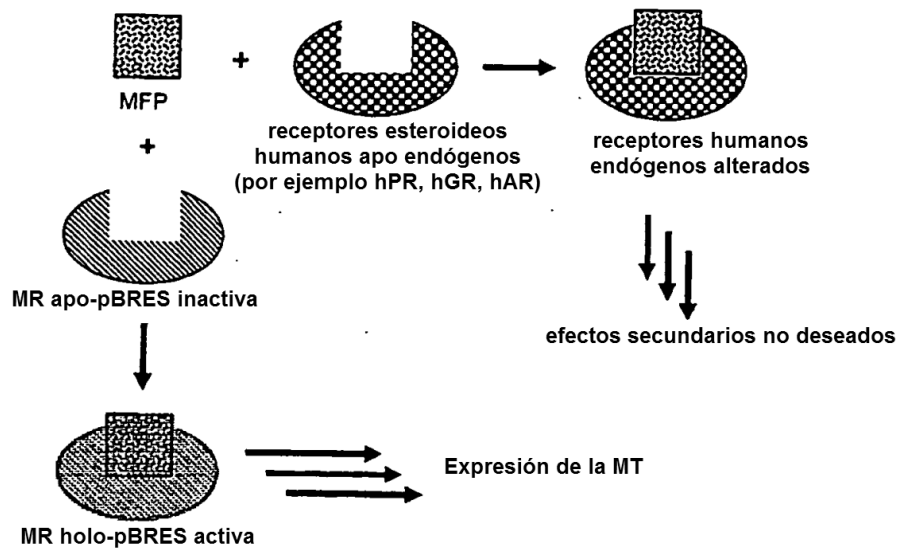 MFP
+
+
receptores esteroideos
humanos apo endógenos
(por ejemplo hPR, hGR, hAR)
receptores humanos
endógenos alterados
MR apo-pBRES inactiva
efectos secundarios no deseados
Expresión de la MT
MR holo-pBRES activa